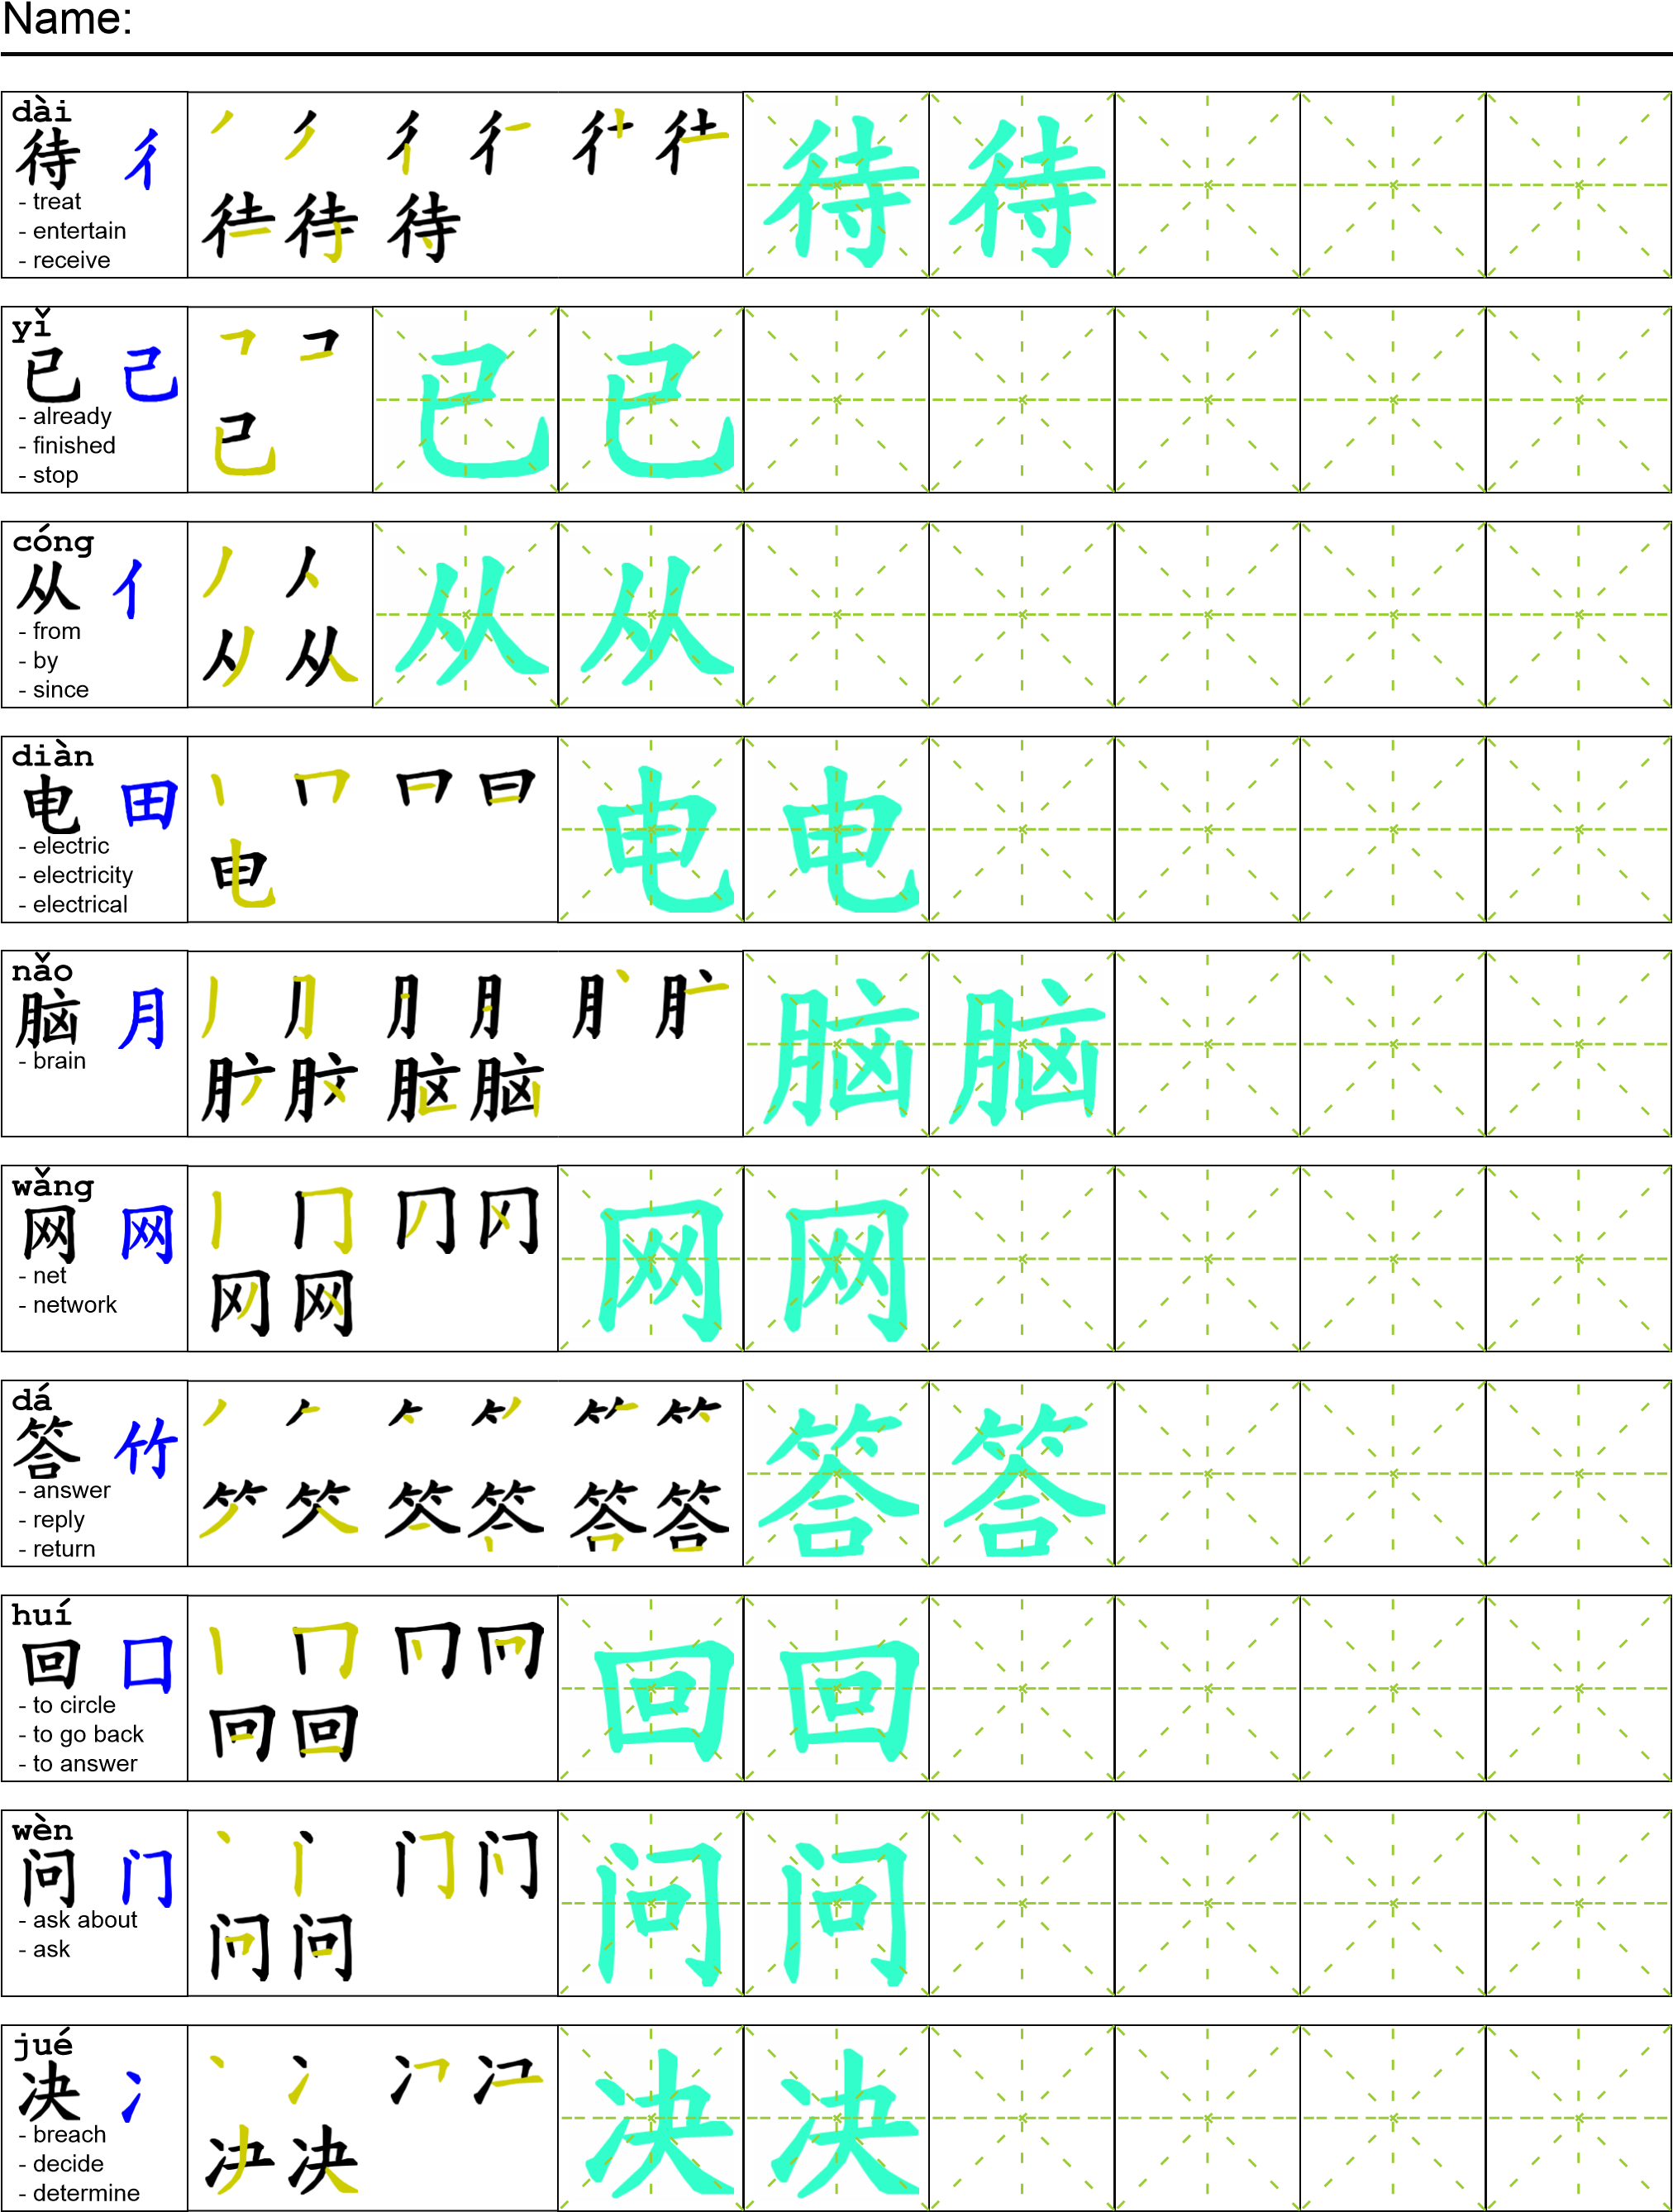 Name:
dài
待 彳
- treat
- entertain
- receive
待 待
yǐ
已 己
- already
- finished
- stop
已 已
cóng
从 亻
- from
- by
- since
从 从
diàn
电 田
- electric
- electricity
- electrical
电 电
nǎo
脑 月
- brain
脑 脑
wǎng
网 网
- net
- network
网 网
dá
答 竹
- answer
- reply
- return
答 答
huí
回 囗
- to circle
- to go back
- to answer
回 回
wèn
问 门
- ask about
- ask
问 问
jué
决 冫
- breach
- decide
- determine
决 决